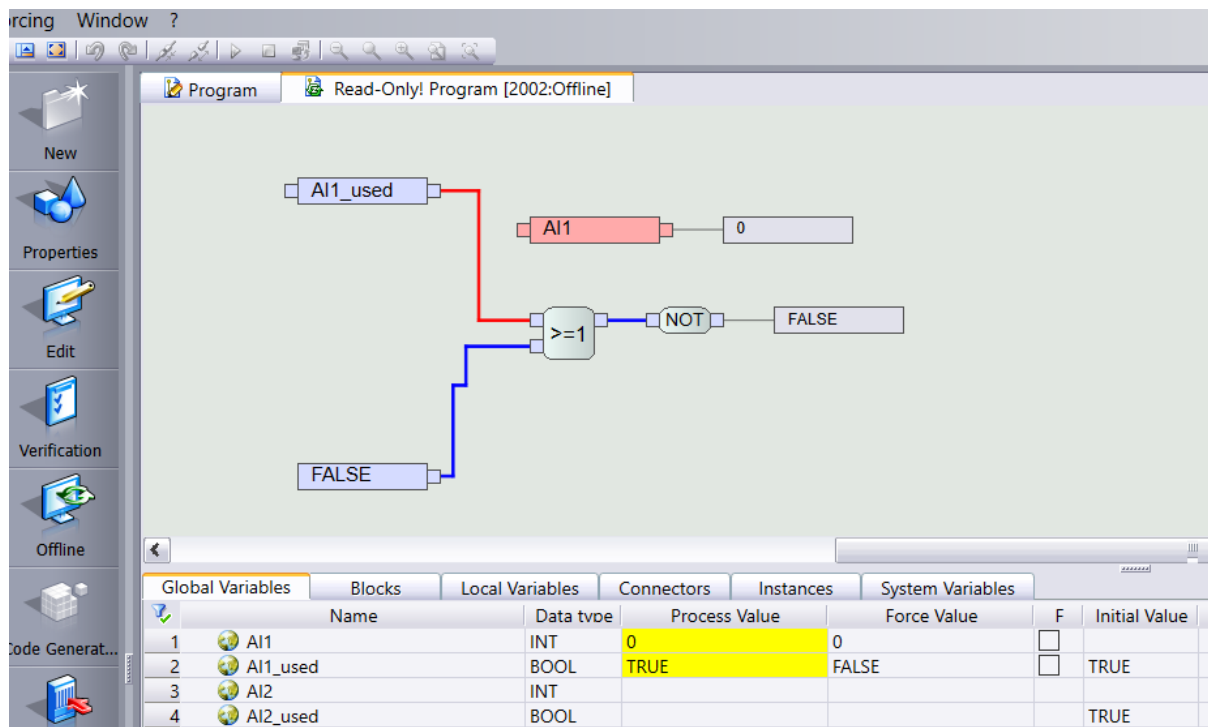 orcing Window ?
Program Read-Only! Program [2002:Offline]
New
Properties
Edit
Verification
Offline
Code Generat...
AI1_used
AI1 0
>=1 NOT FALSE
FALSE
Global Variables Blocks Local Variables Connectors Instances System Variables
Name Data type Process Value Force Value F Initial Value
1 AI1 INT 0 0
2 AI1_used BOOL TRUE FALSE TRUE
3 AI2 INT
4 AI2_used BOOL TRUE